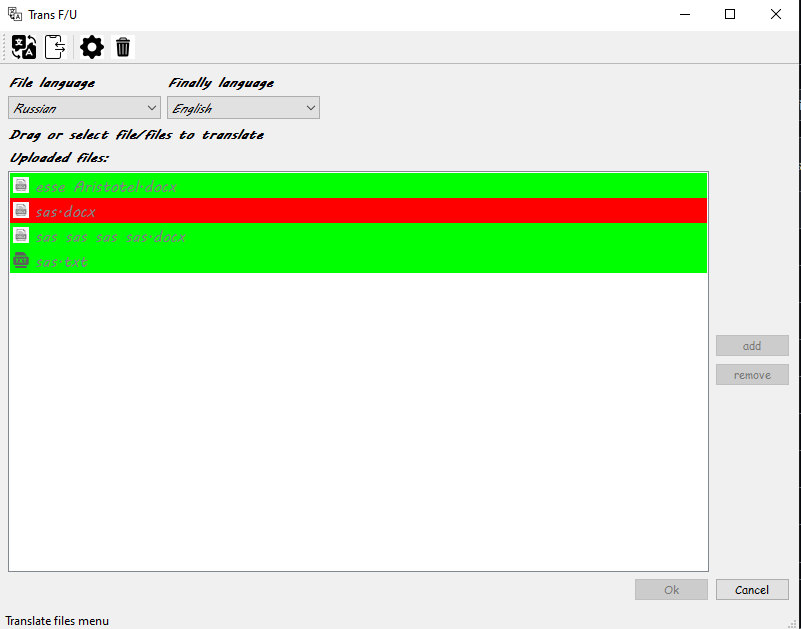 Trans F/U
File language
Finally language
Russian
English
Drag or select file/files to translate
Uploaded files:
esse Aristotel.docx
sas.docx
sas sas sas sas.docx
TXT sas.txt
add
remove
Ok
Cancel
Translate files menu